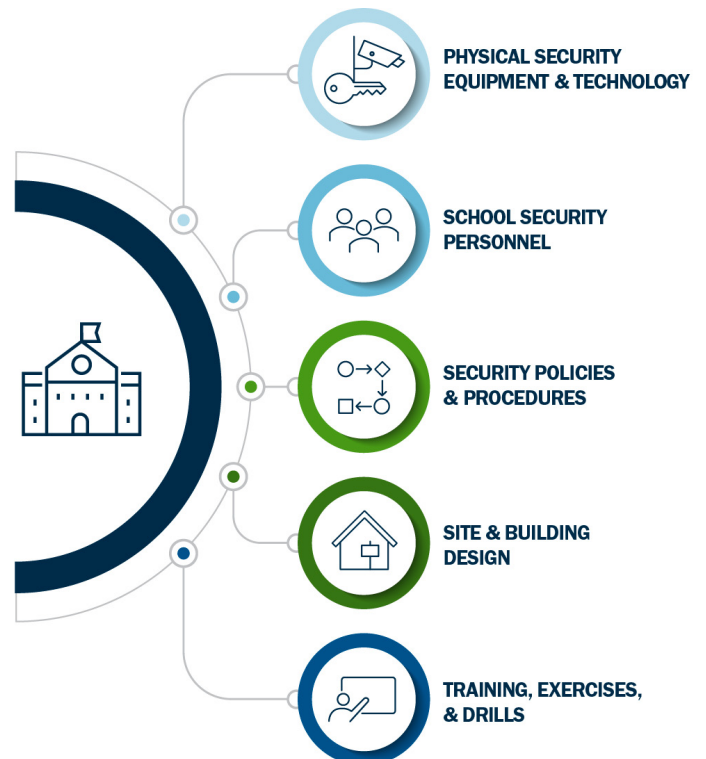 PHYSICAL SECURITY
EQUIPMENT & TECHNOLOGY
SCHOOL SECURITY
PERSONNEL
SECURITY POLICIES
& PROCEDURES
SITE & BUILDING
DESIGN
TRAINING, EXERCISES,
& DRILLS